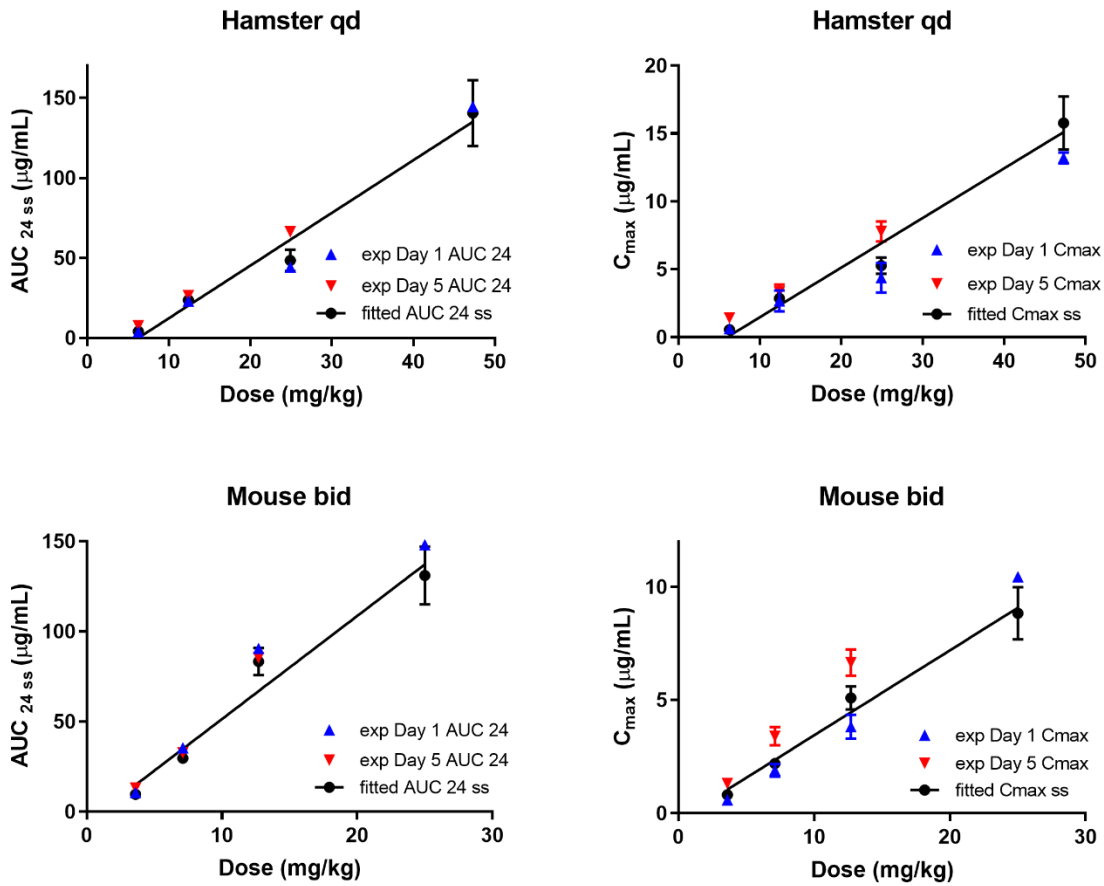 Hamster qd
AUC 24 ss (μg/mL)
150
100
50
0
exp Day 1 AUC 24
exp Day 5 AUC 24
fitted AUC 24 ss
0 10 20 30 40 50
Dose (mg/kg)
Hamster qd
Cmax (μg/mL)
20
15
10
5
0
exp Day 1 Cmax
exp Day 5 Cmax
fitted Cmax ss
0 10 20 30 40 50
Dose (mg/kg)
Mouse bid
AUC 24 ss (μg/mL)
150
100
50
0
exp Day 1 AUC 24
exp Day 5 AUC 24
fitted AUC 24 ss
0 10 20 30
Dose (mg/kg)
Mouse bid
Cmax (μg/mL)
10
5
0
exp Day 1 Cmax
exp Day 5 Cmax
fitted Cmax ss
0 10 20 30
Dose (mg/kg)